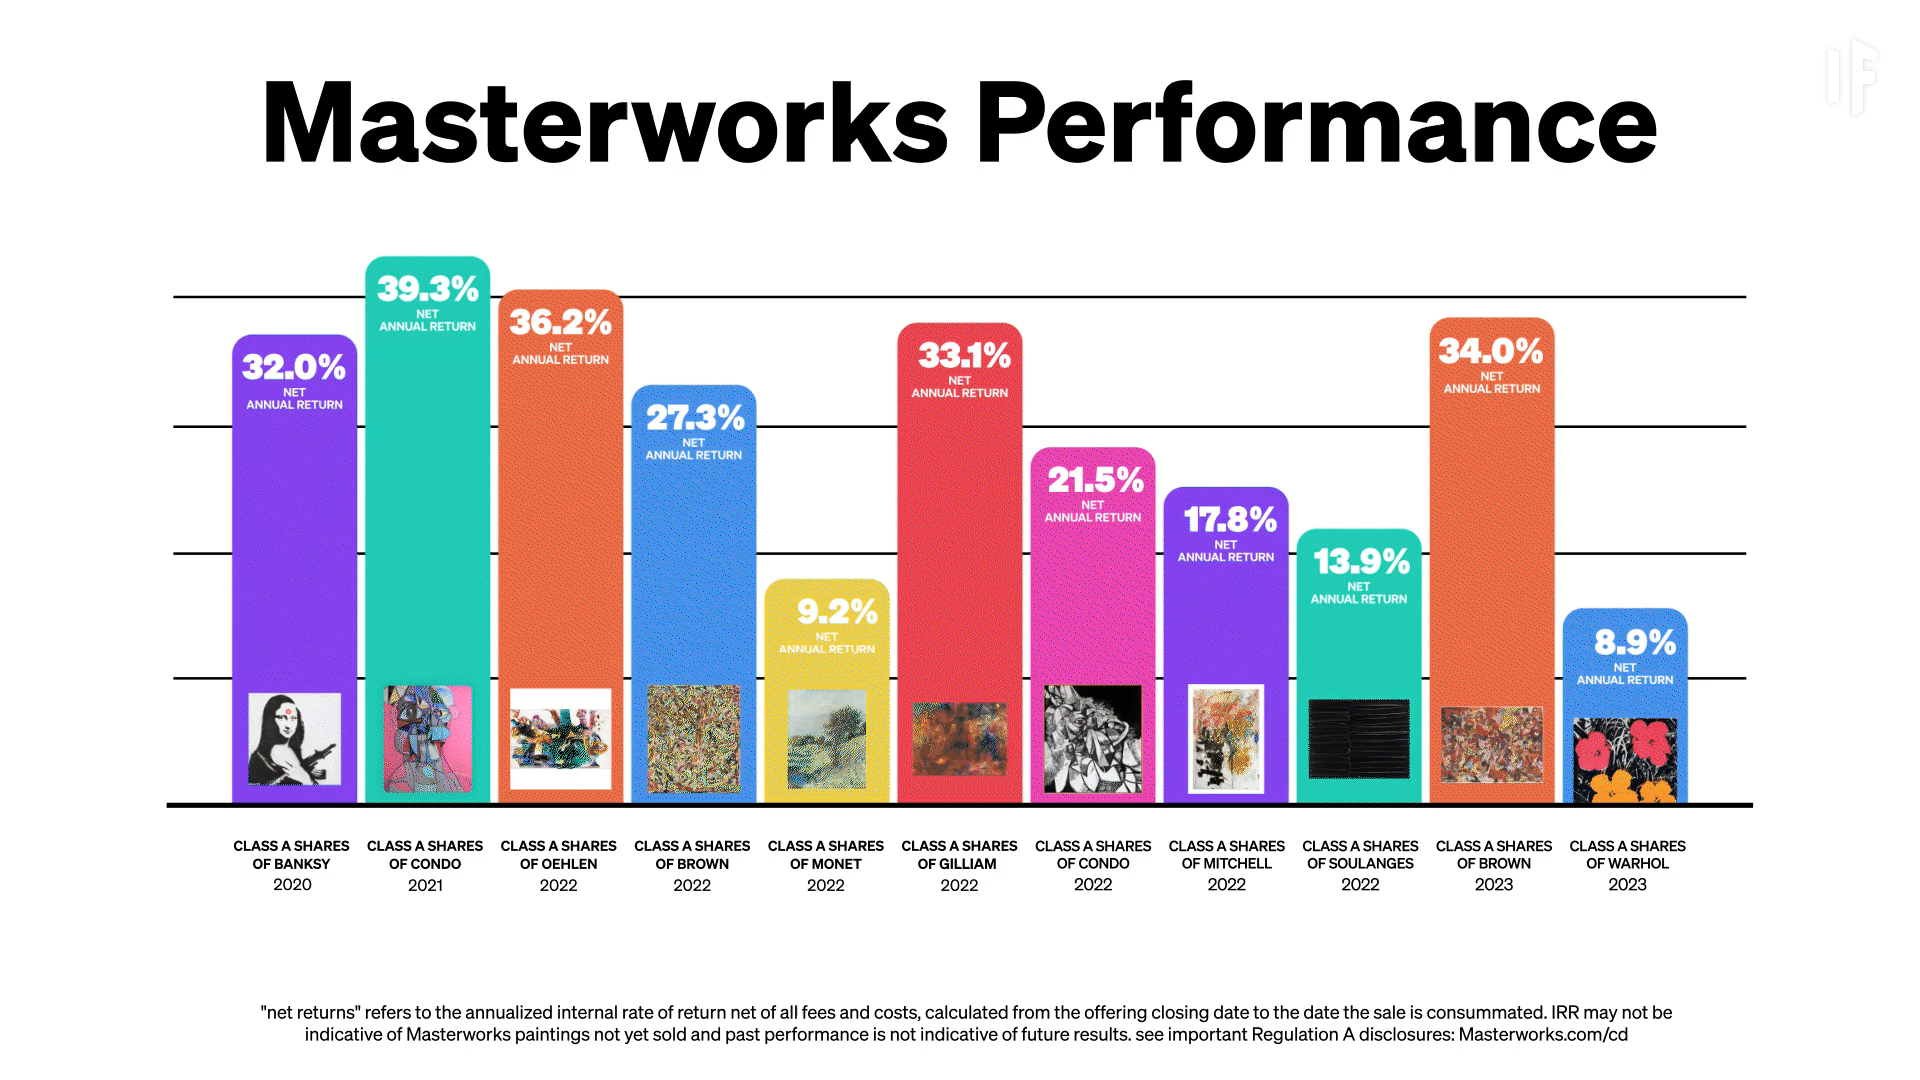 IF
Masterworks Performance
32.0%
NET
ANNUAL RETURN
39.3%
NET
ANNUAL RETURN
36.2%
NET
ANNUAL RETURN
27.3%
NET
ANNUAL RETURN
9.2%
NET
ANNUAL RETURN
33.1%
NET
ANNUAL RETURN
21.5%
NET
ANNUAL RETURN
17.8%
NET
ANNUAL RETURN
13.9%
NET
ANNUAL RETURN
34.0%
NET
ANNUAL RETURN
8.9%
NET
ANNUAL RETURN
CLASS A SHARES
OF BANKSY
2020
CLASS A SHARES
OF CONDO
2021
CLASS A SHARES
OF OEHLEN
2022
CLASS A SHARES
OF BROWN
2022
CLASS A SHARES
OF MONET
2022
CLASS A SHARES
OF GILLIAM
2022
CLASS A SHARES
OF CONDO
2022
CLASS A SHARES
OF MITCHELL
2022
CLASS A SHARES
OF SOULANGES
2022
CLASS A SHARES
OF BROWN
2023
CLASS A SHARES
OF WARHOL
2023
"net returns" refers to the annualized internal rate of return net of all fees and costs, calculated from the offering closing date to the date the sale is consummated. IRR may not be
indicative of Masterworks paintings not yet sold and past performance is not indicative of future results. see important Regulation A disclosures: Masterworks.com/cd